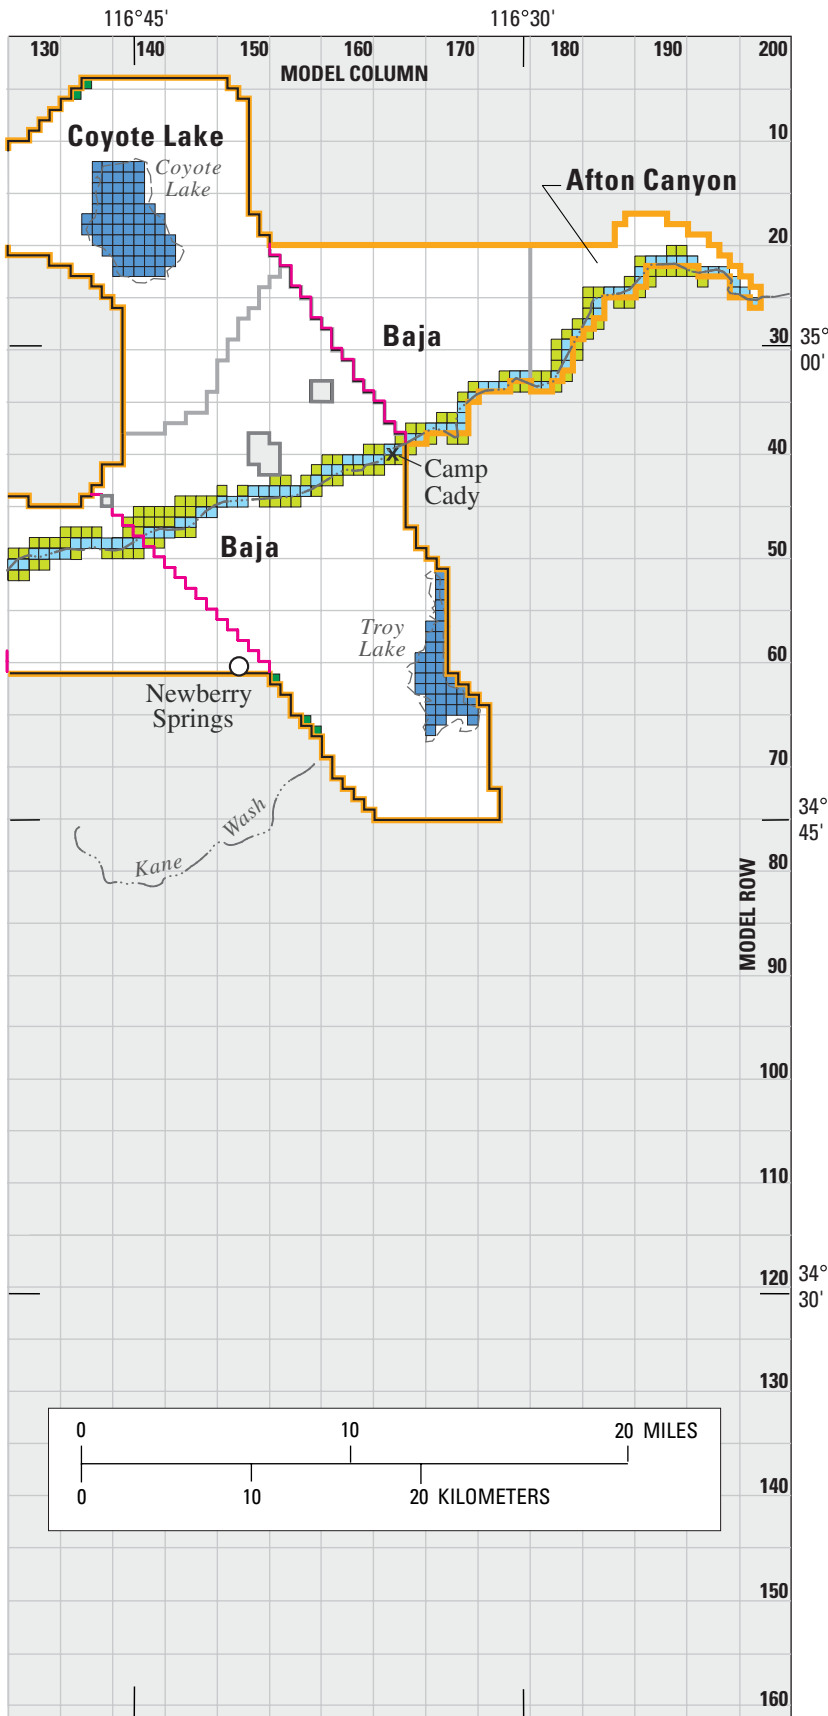 116°45' 116°30'
130 140 150 160 170 180 190 200
MODEL COLUMN
10
Coyote Lake
Coyote
Lake
Afton Canyon
20
Baja
30 35°
00'
40
Camp
Cady
Baja
50
Troy
Lake
60
Newberry
Springs
70
34°
45'
Wash
Kane
80
MODEL ROW
90
100
110
120 34°
30'
130
0 10 20 MILES
0 10 20 KILOMETERS
140
150
160